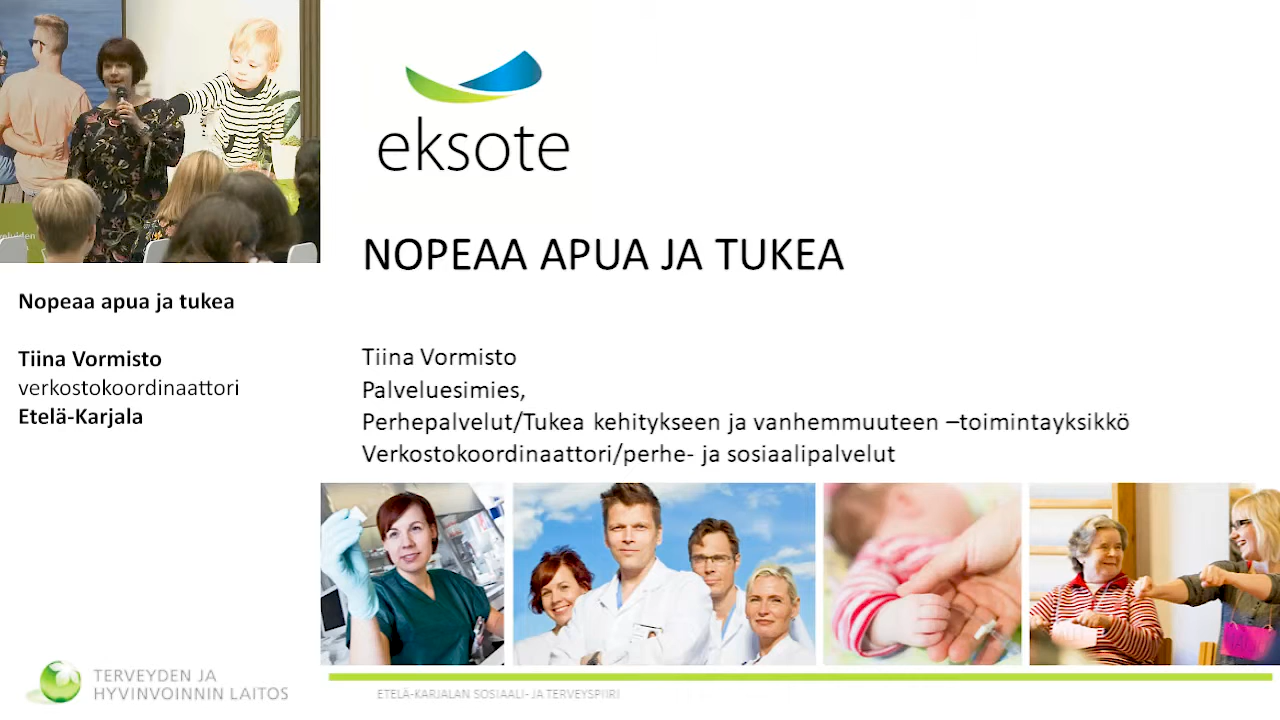 eksote
NOPEAA APUA JA TUKEA
Nopeaa apua ja tukea
Tiina Vormisto
verkostokoordinaattori
Etelä-Karjala
Tiina Vormisto
Palveluesimies,
Perhepalvelut/Tukea kehitykseen ja vanhemmuuteen –toimintayksikkö
Verkostokoordinaattori/perhe- ja sosiaalipalvelut
TERVEYDEN JA
HYVINVOINNIN LAITOS
ETELÄ-KARJALAN SOSIAALI- JA TERVEYSPIIRI